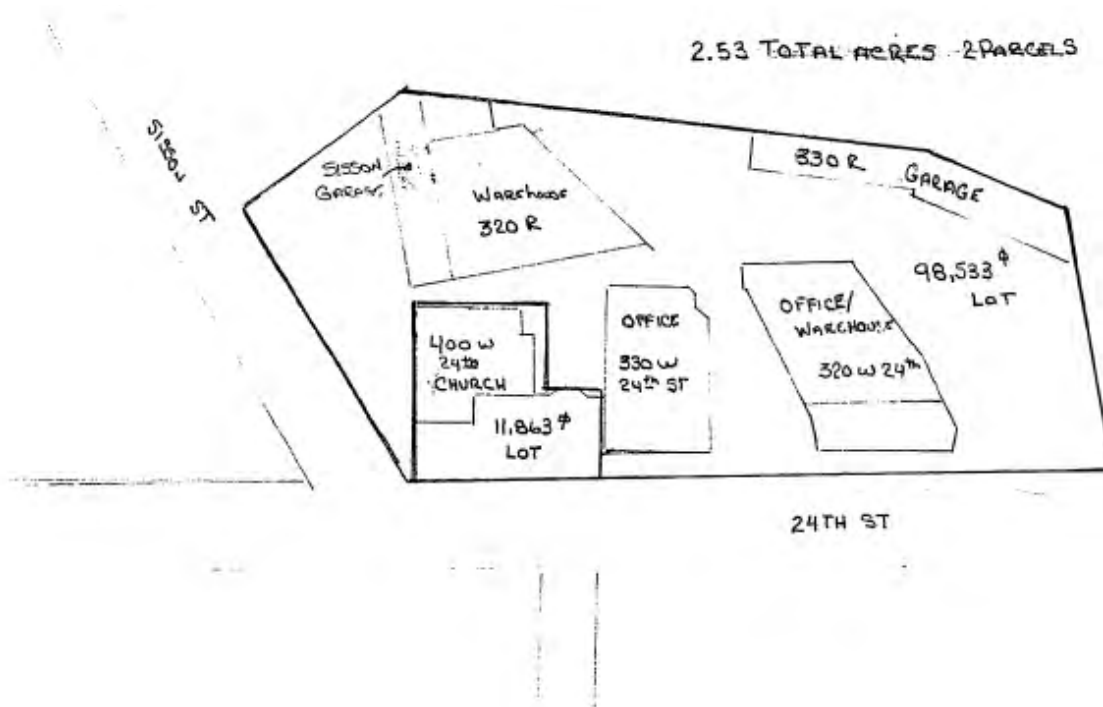 2.53 TOTAL ACRES 2 PARCELS
SISSON ST
SISSON
GARAGE
WAREHOUSE
320 R
330 R
GARAGE
98,533 ⌀
LOT
OFFICE
330 W
24th ST
OFFICE/
WAREHOUSE
320 W 24th
400 W
24th
CHURCH
11,863 ⌀
LOT
24TH ST